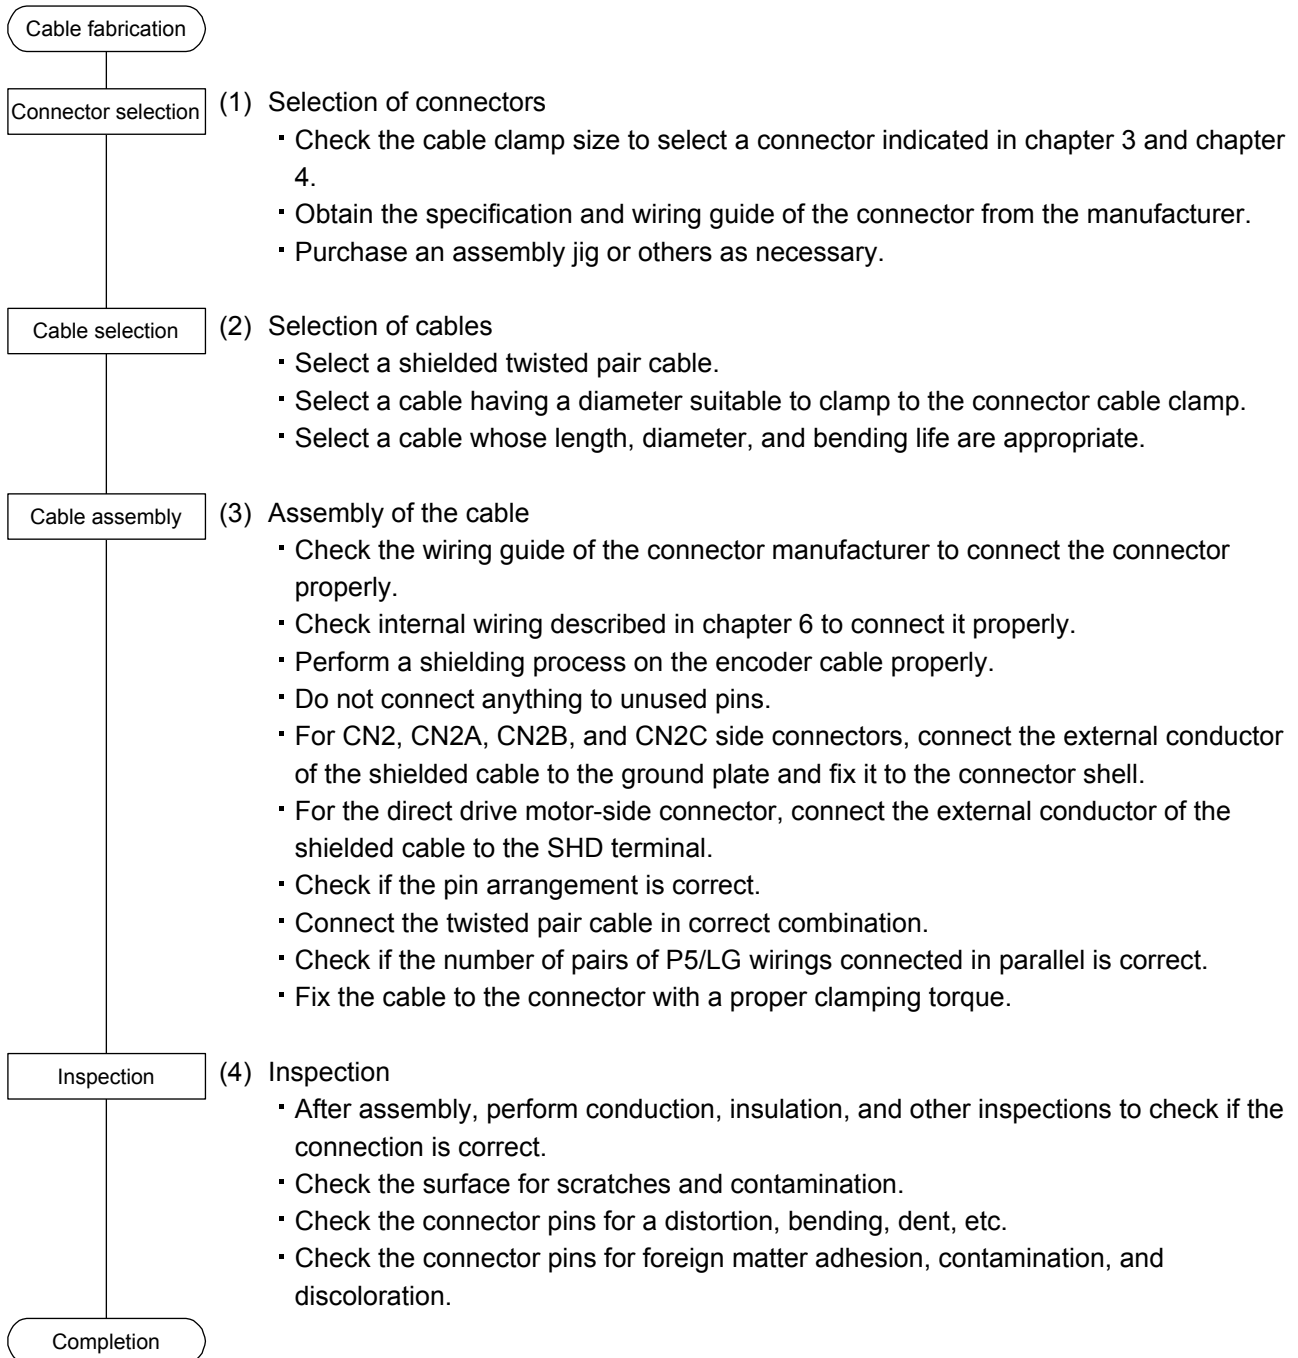 Cable fabrication
Connector selection
(1) Selection of connectors
▪ Check the cable clamp size to select a connector indicated in chapter 3 and chapter
4.
▪ Obtain the specification and wiring guide of the connector from the manufacturer.
▪ Purchase an assembly jig or others as necessary.
Cable selection
(2) Selection of cables
▪ Select a shielded twisted pair cable.
▪ Select a cable having a diameter suitable to clamp to the connector cable clamp.
▪ Select a cable whose length, diameter, and bending life are appropriate.
Cable assembly
(3) Assembly of the cable
▪ Check the wiring guide of the connector manufacturer to connect the connector
properly.
▪ Check internal wiring described in chapter 6 to connect it properly.
▪ Perform a shielding process on the encoder cable properly.
▪ Do not connect anything to unused pins.
▪ For CN2, CN2A, CN2B, and CN2C side connectors, connect the external conductor
of the shielded cable to the ground plate and fix it to the connector shell.
▪ For the direct drive motor-side connector, connect the external conductor of the
shielded cable to the SHD terminal.
▪ Check if the pin arrangement is correct.
▪ Connect the twisted pair cable in correct combination.
▪ Check if the number of pairs of P5/LG wirings connected in parallel is correct.
▪ Fix the cable to the connector with a proper clamping torque.
Inspection
(4) Inspection
▪ After assembly, perform conduction, insulation, and other inspections to check if the
connection is correct.
▪ Check the surface for scratches and contamination.
▪ Check the connector pins for a distortion, bending, dent, etc.
▪ Check the connector pins for foreign matter adhesion, contamination, and
discoloration.
Completion